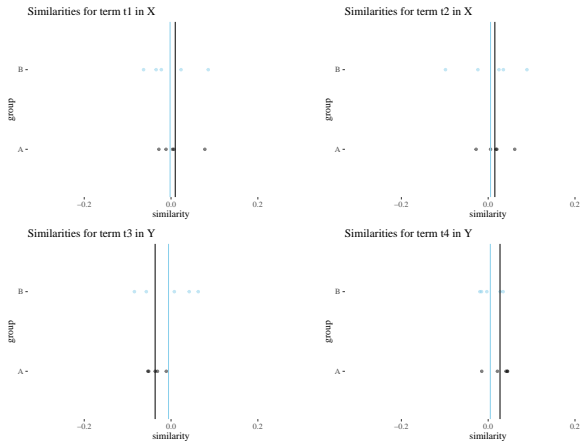 Similarities for term t1 in X
B
group
A
−0.2 0.0 0.2
similarity
Similarities for term t2 in X
B
group
A
−0.2 0.0 0.2
similarity
Similarities for term t3 in Y
B
group
A
−0.2 0.0 0.2
similarity
Similarities for term t4 in Y
B
group
A
−0.2 0.0 0.2
similarity